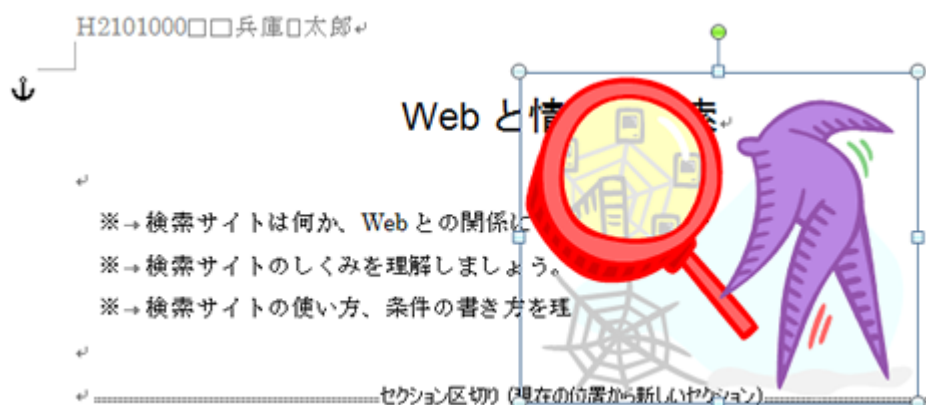 H2101000□□兵庫□太郎
Web と情 索
※→検索サイトは何か、Web との関係に
※→検索サイトのしくみを理解しましょう。
※→検索サイトの使い方、条件の書き方を理
セクション区切り (現在の位置から新しいセクション)